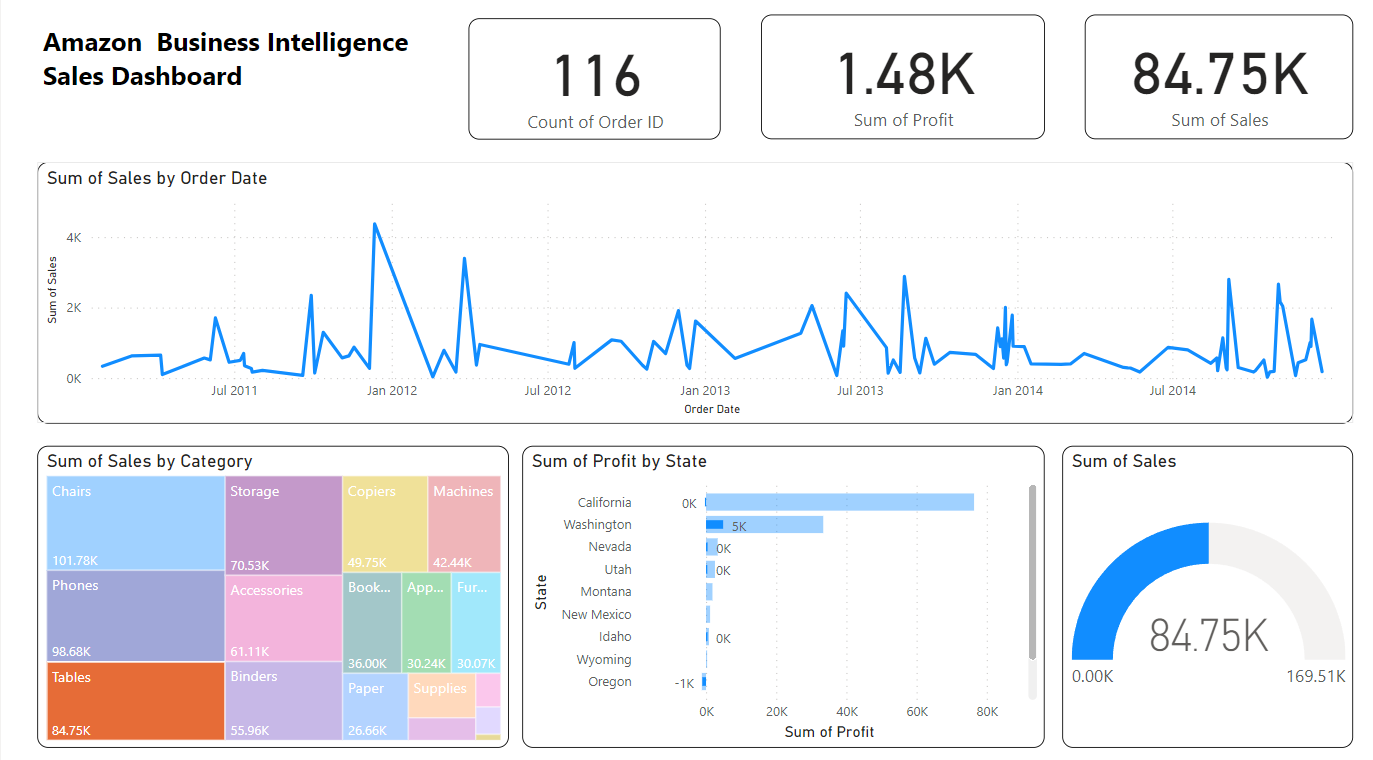 Amazon  Business Intelligence
Sales Dashboard
116
Count of Order ID
1.48K
Sum of Profit
84.75K
Sum of Sales
Sum of Sales by Order Date
Sum of Sales
4K
2K
0K
Jul 2011
Jan 2012
Jul 2012
Jan 2013
Jul 2013
Jan 2014
Jul 2014
Order Date
Sum of Sales by Category
Chairs
101.78K
Phones
98.68K
Tables
84.75K
Storage
70.53K
Accessories
61.11K
Binders
55.96K
Copiers
49.75K
Machines
42.44K
Book...
36.00K
App...
30.24K
Fur...
30.07K
Paper
26.66K
Supplies
Sum of Profit by State
State
California
0K
Washington
5K
Nevada
0K
Utah
0K
Montana
New Mexico
Idaho
0K
Wyoming
Oregon
-1K
0K
20K
40K
60K
80K
Sum of Profit
Sum of Sales
84.75K
0.00K
169.51K